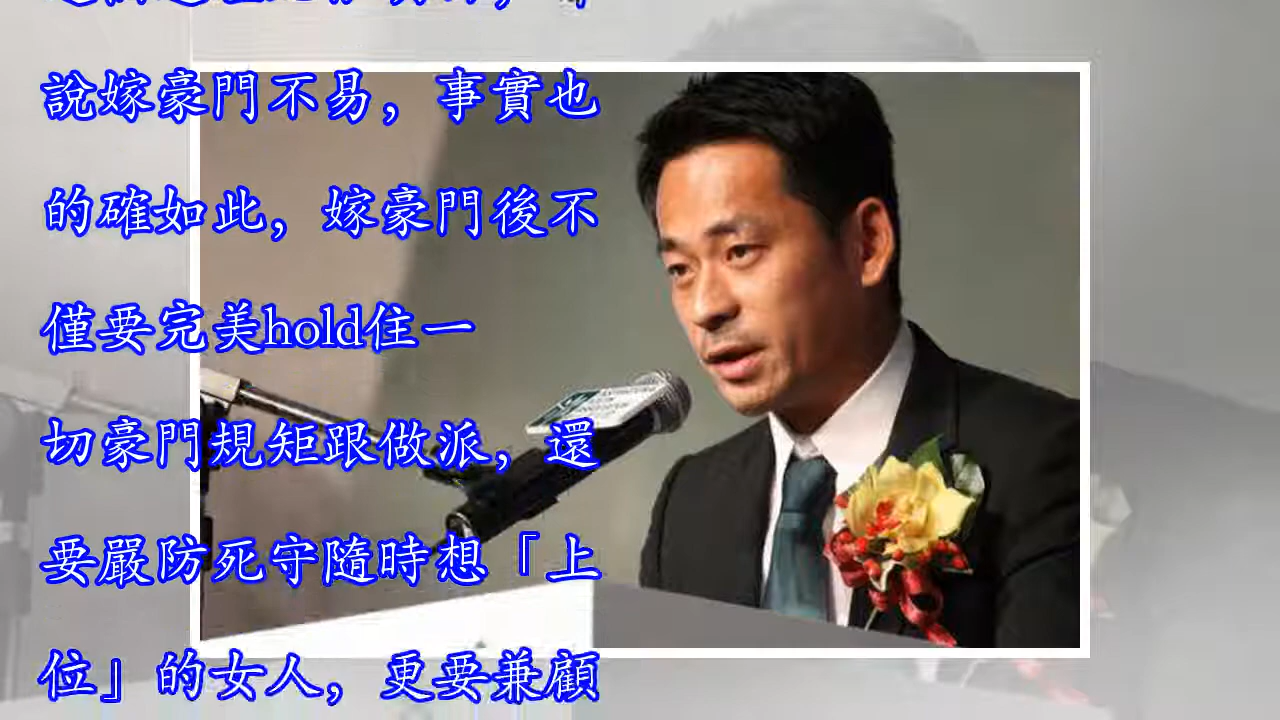 說嫁豪門不易，事實也
的確如此，嫁豪門後不
僅要完美hold住一
切豪門規矩跟做派，還
要嚴防死守隨時想「上
位」的女人，更要兼顧